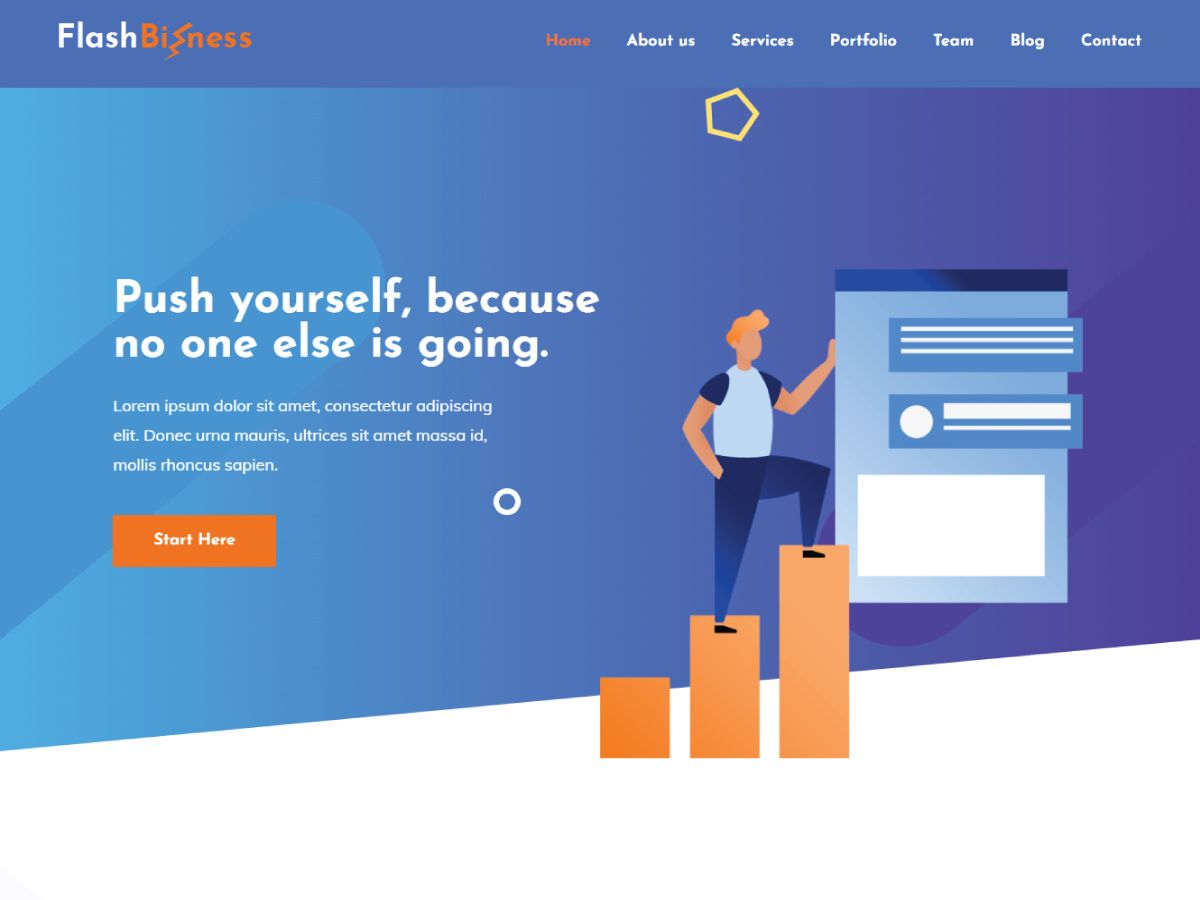 FlashBizness
Home About us Services Portfolio Team Blog Contact
Push yourself, because
no one else is going.
Lorem ipsum dolor sit amet, consectetur adipiscing
elit. Donec urna mauris, ultrices sit amet massa id,
mollis rhoncus sapien.
Start Here